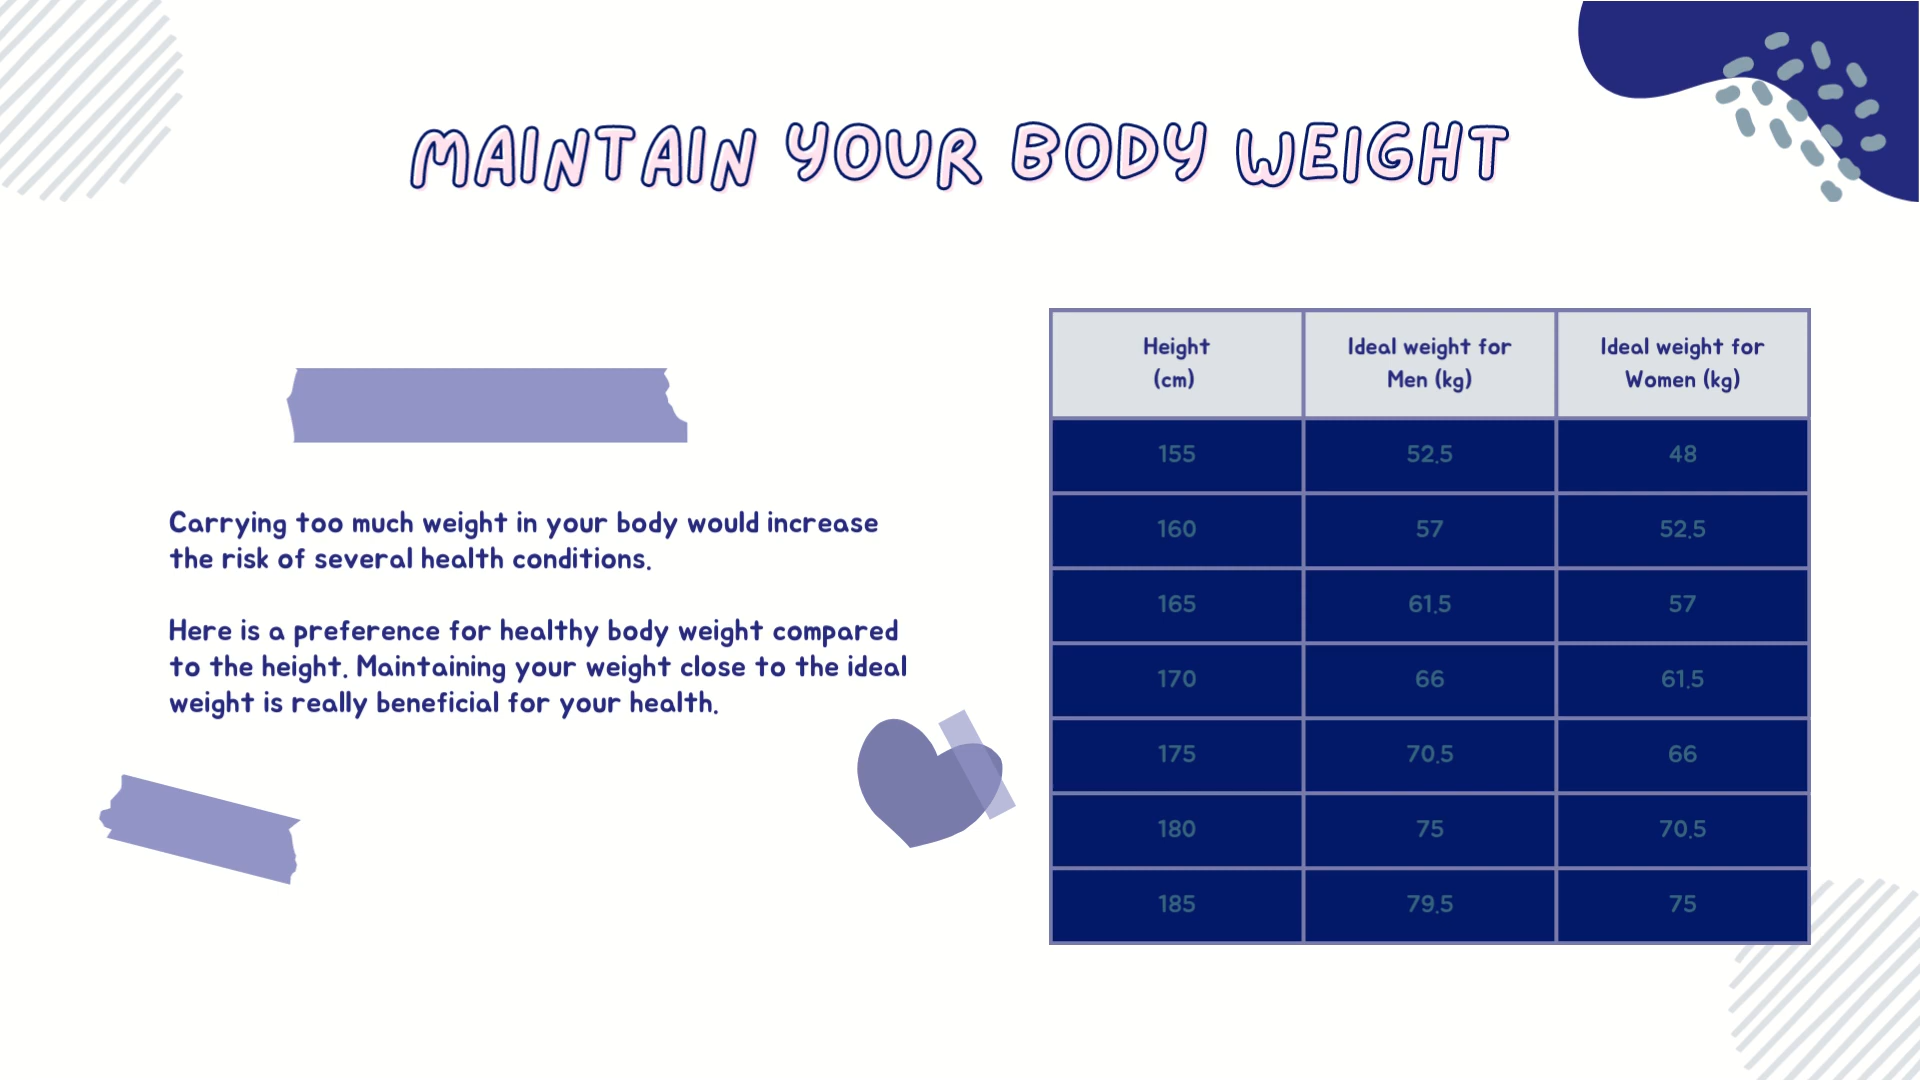 MAINTAIN YOUR BODY WEIGHT
Carrying too much weight in your body would increase
the risk of several health conditions.
Here is a preference for healthy body weight compared
to the height. Maintaining your weight close to the ideal
weight is really beneficial for your health.
Height (cm) Ideal weight for Men (kg) Ideal weight for Women (kg)
155 52.5 48
160 57 52.5
165 61.5 57
170 66 61.5
175 70.5 66
180 75 70.5
185 79.5 75